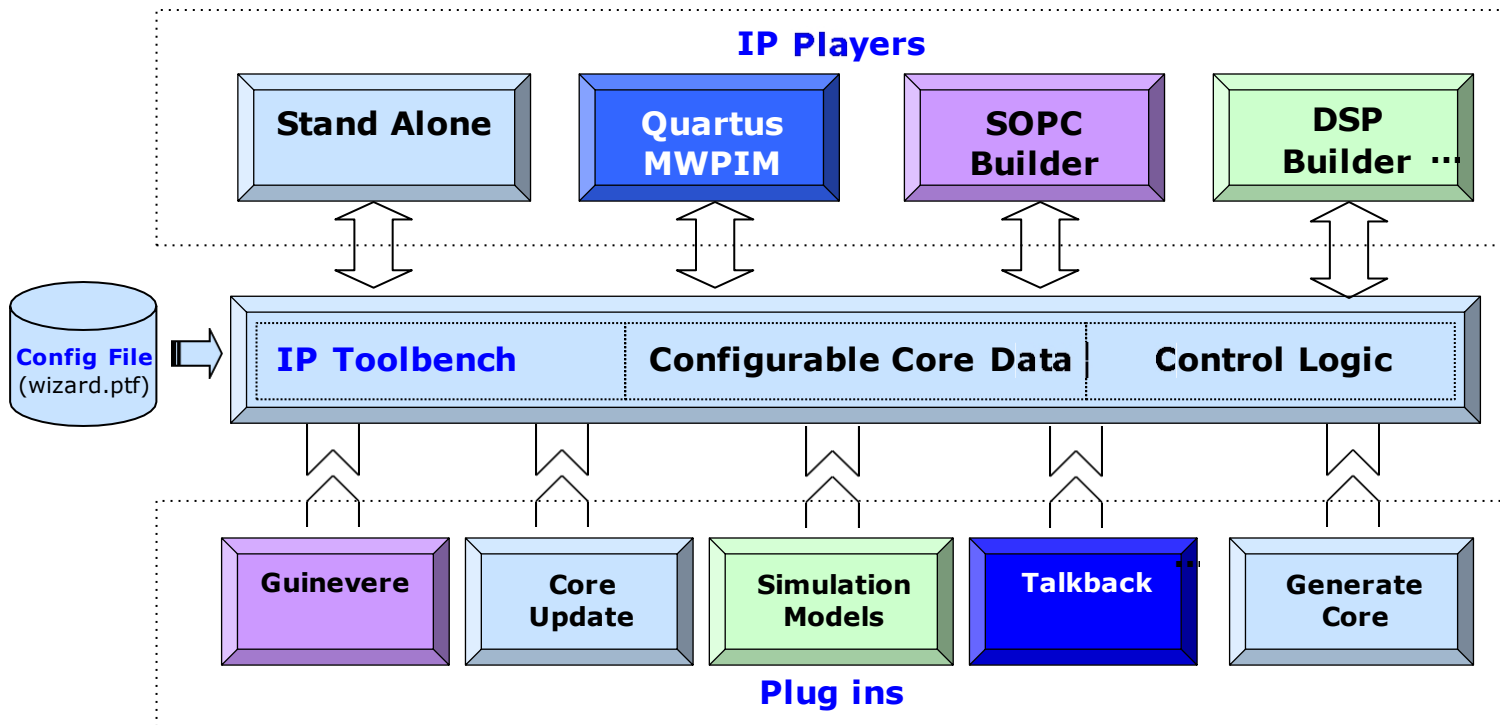 IP Players
Stand Alone
Quartus
MWPIM
SOPC
Builder
DSP
Builder ...
Config File
(wizard.ptf)
IP Toolbench
Configurable Core Data
Control Logic
Guinevere
Core
Update
Simulation
Models
Talkback
...
Generate
Core
Plug ins